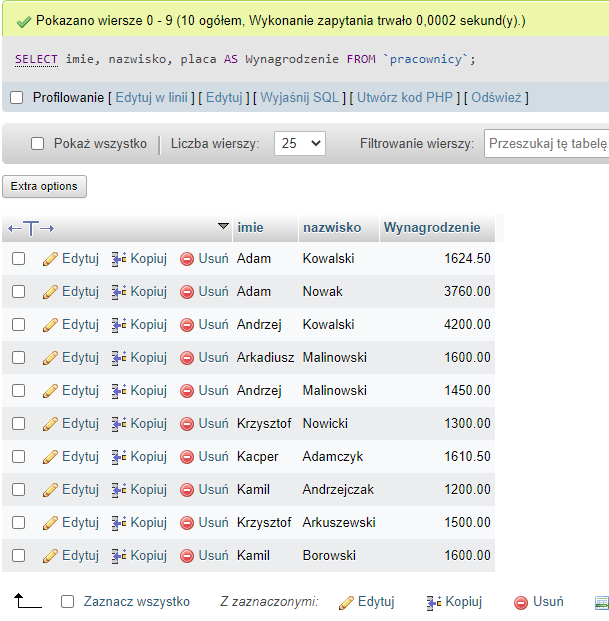 Pokazano wiersze 0 - 9 (10 ogółem, Wykonanie zapytania trwało 0,0002 sekund(y).)
SELECT imie, nazwisko, placa AS Wynagrodzenie FROM `pracownicy`;
Profilowanie [ Edytuj w linii ] [ Edytuj ] [ Wyjaśnij SQL ] [ Utwórz kod PHP ] [ Odśwież ]
Pokaż wszystko Liczba wierszy: 25 Filtrowanie wierszy: Przeszukaj tę tabelę
Extra options
imie nazwisko Wynagrodzenie
Edytuj Kopiuj Usuń Adam Kowalski 1624.50
Edytuj Kopiuj Usuń Adam Nowak 3760.00
Edytuj Kopiuj Usuń Andrzej Kowalski 4200.00
Edytuj Kopiuj Usuń Arkadiusz Malinowski 1600.00
Edytuj Kopiuj Usuń Andrzej Malinowski 1450.00
Edytuj Kopiuj Usuń Krzysztof Nowicki 1300.00
Edytuj Kopiuj Usuń Kacper Adamczyk 1610.50
Edytuj Kopiuj Usuń Kamil Andrzejczak 1200.00
Edytuj Kopiuj Usuń Krzysztof Arkuszewski 1500.00
Edytuj Kopiuj Usuń Kamil Borowski 1600.00
Zaznacz wszystko Z zaznaczonymi: Edytuj Kopiuj Usuń